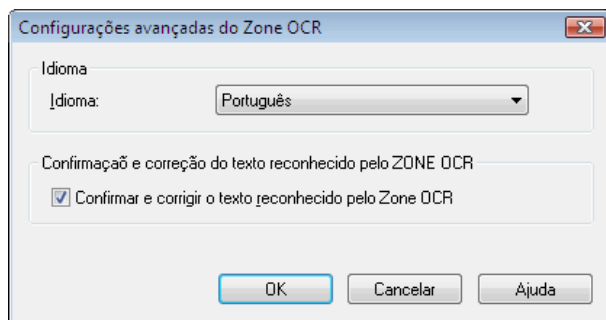 Configurações avançadas do Zone OCR
Idioma
Idioma: Português
Confirmaçaõ e correção do texto reconhecido pelo ZONE OCR
Confirmar e corrigir o texto reconhecido pelo Zone OCR
OK Cancelar Ajuda